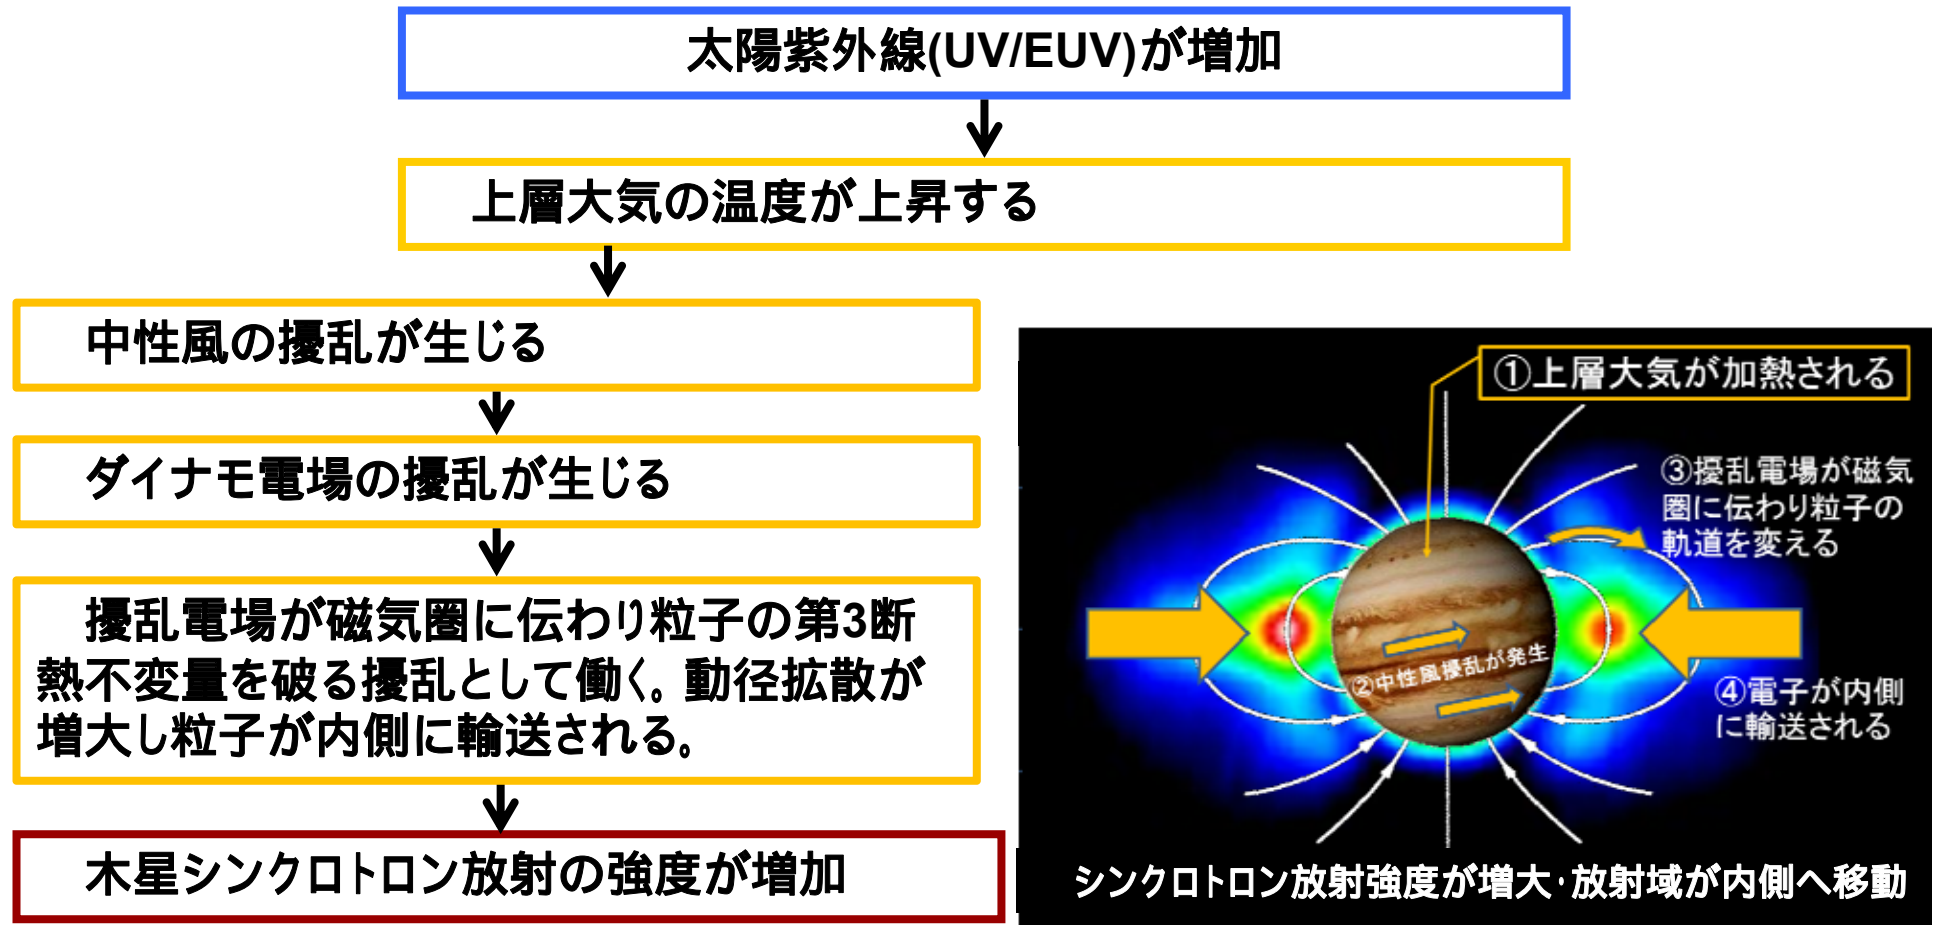 太陽紫外線(UV/EUV)が増加
上層大気の温度が上昇する
中性風の擾乱が生じる
ダイナモ電場の擾乱が生じる
擾乱電場が磁気圏に伝わり粒子の第3断
熱不変量を破る擾乱として働く。動径拡散が
増大し粒子が内側に輸送される。
木星シンクロトロン放射の強度が増加
①上層大気が加熱される
③擾乱電場が磁気
圏に伝わり粒子の
軌道を変える
②中性風擾乱が発生
④電子が内側
に輸送される
シンクロトロン放射強度が増大・放射域が内側へ移動